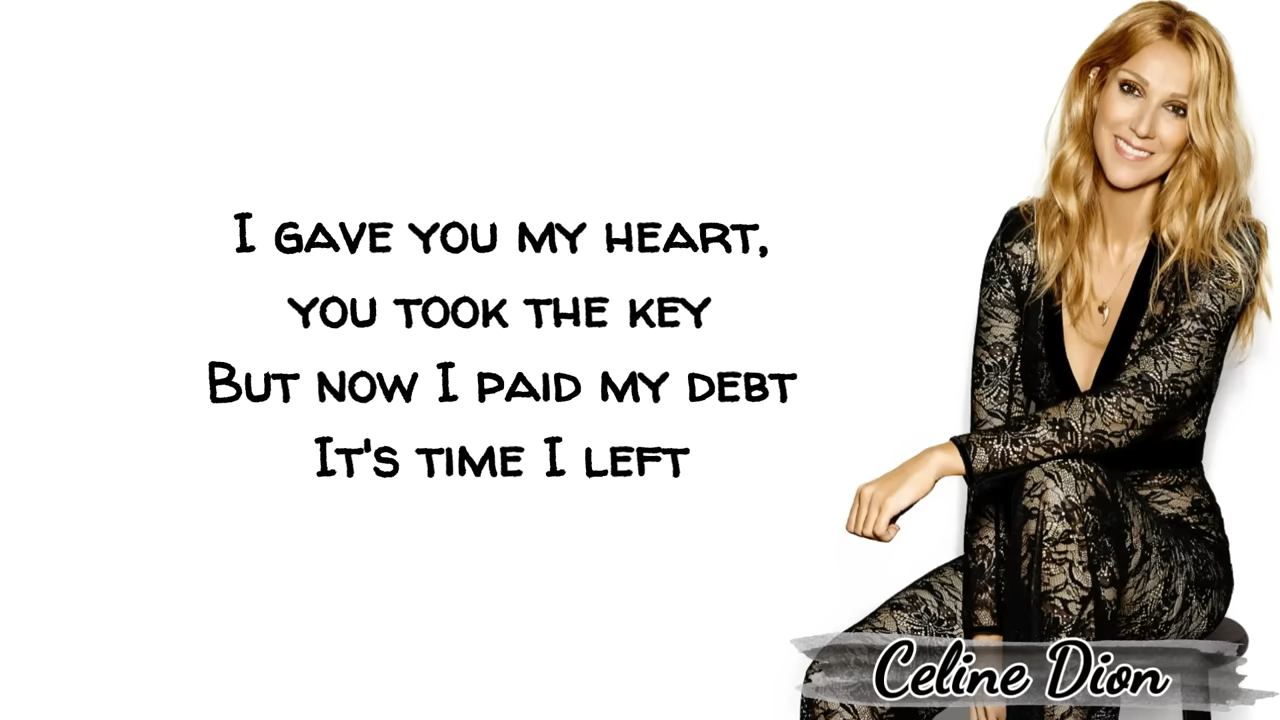 I GAVE YOU MY HEART,
YOU TOOK THE KEY
BUT NOW I PAID MY DEBT
IT'S TIME I LEFT
Celine Dion